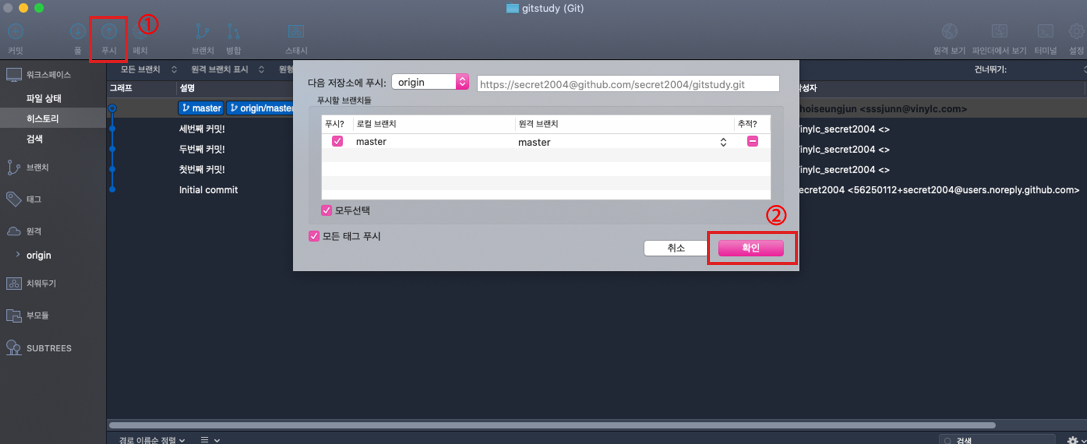 gitstudy (Git)
①
커밋 풀 푸시 패치 브랜치 병합 스태시 원격 보기 파인더에서 보기 터미널 설정
워크스페이스
파일 상태
히스토리
검색
브랜치
태그
원격
origin
치워두기
부모듈
SUBTREES
모든 브랜치 원격 브랜치 표시 건너뛰기:
그래프 설명
master origin/master hoiseungjun <sssjunn@vinylc.com>
세번째 커밋! vinylc_secret2004 <>
두번째 커밋! vinylc_secret2004 <>
첫번째 커밋! vinylc_secret2004 <>
Initial commit secret2004 <56250112+secret2004@users.noreply.github.com>
다음 저장소에 푸시: origin https://secret2004@github.com/secret2004/gitstudy.git
푸시할 브랜치들
푸시? 로컬 브랜치 원격 브랜치 추적?
master master
모두선택
②
모든 태그 푸시
취소 확인
경로 이름순 정렬 검색